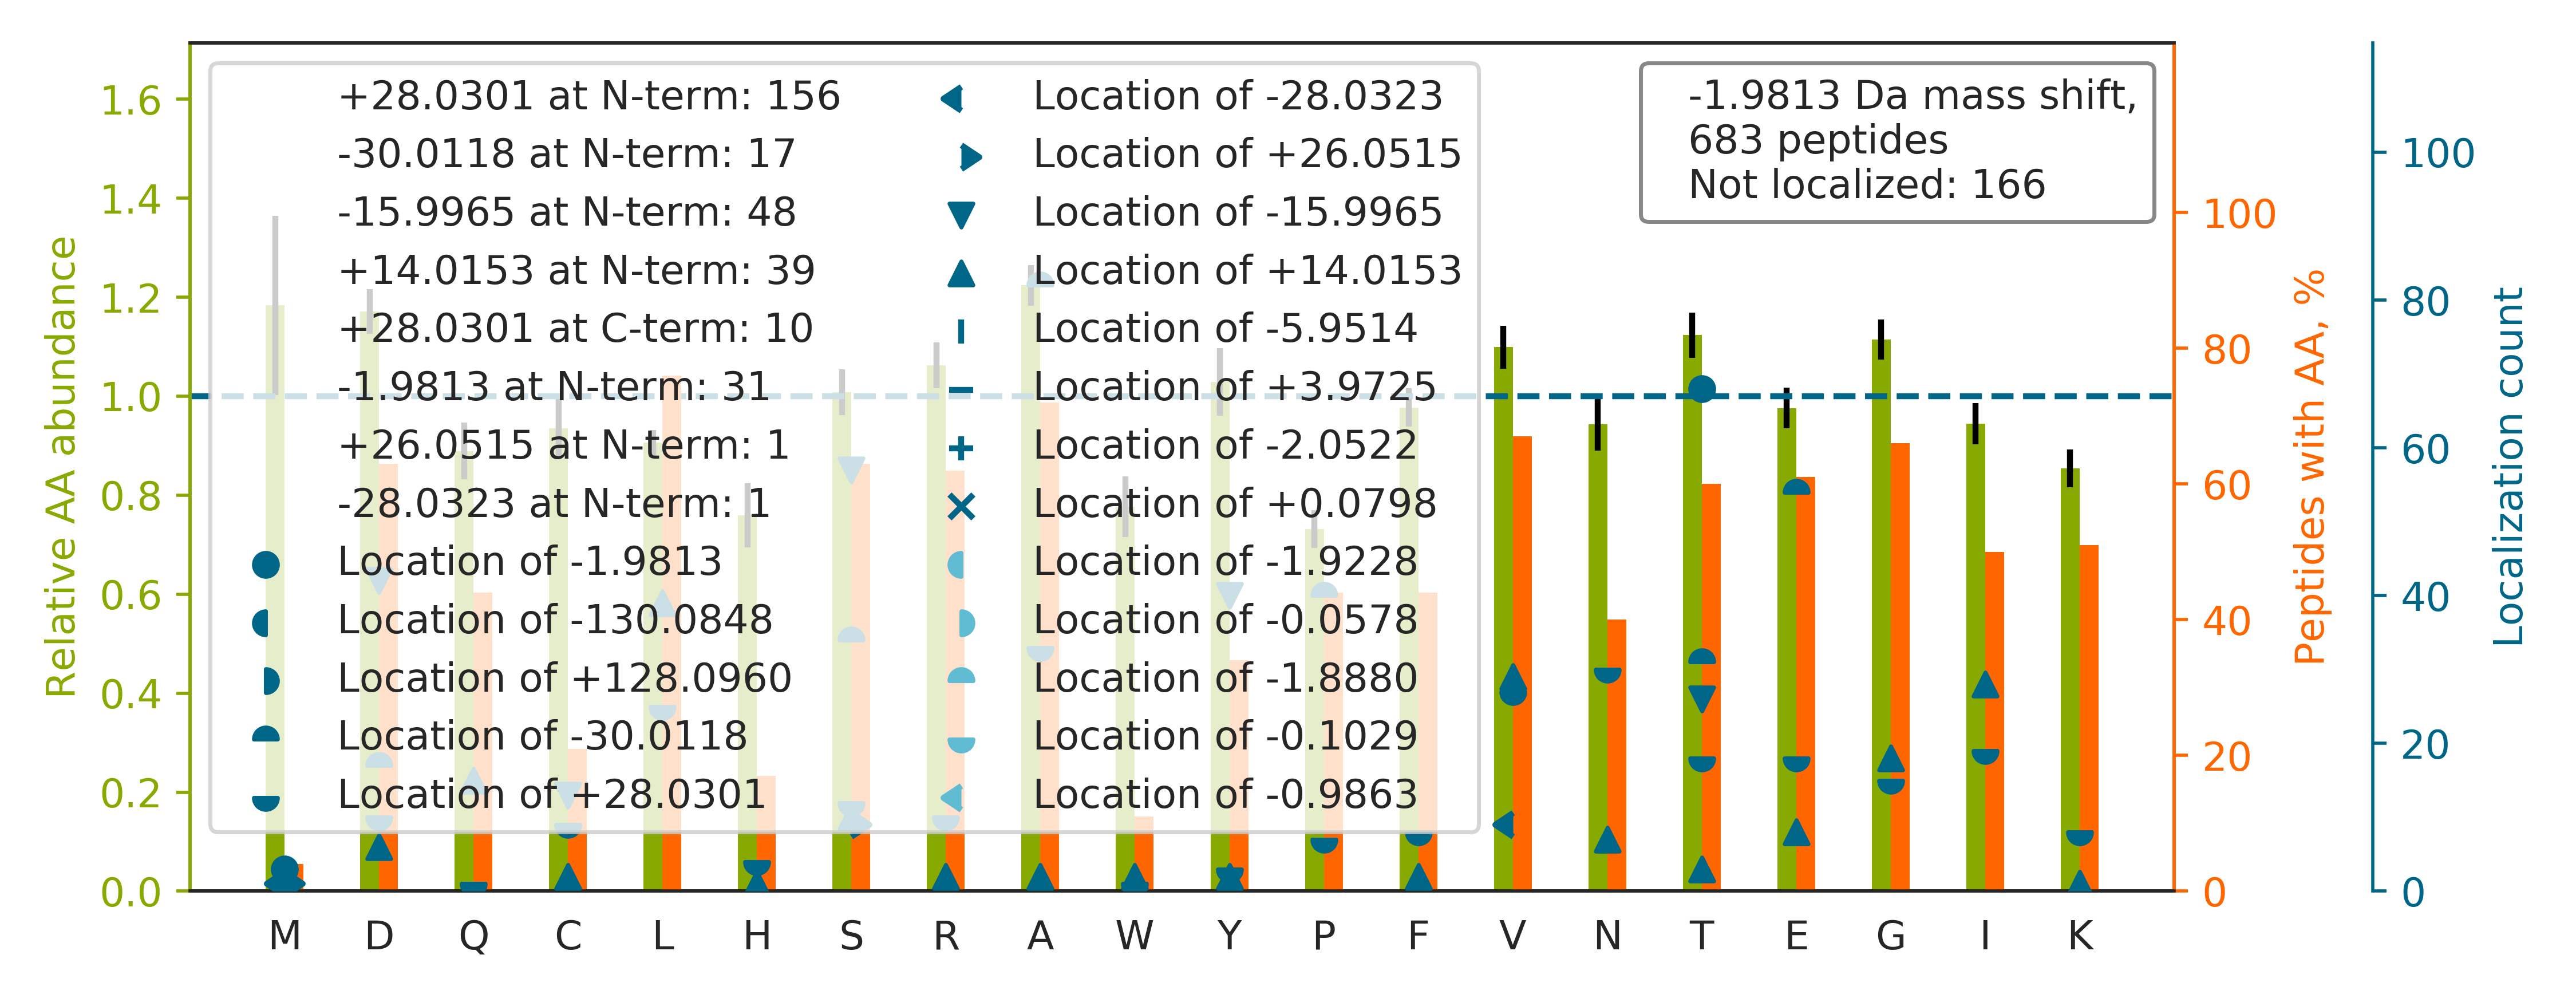 Relative AA abundance
1.6
1.4
1.2
1.0
0.8
0.6
0.4
0.2
0.0
+28.0301 at N-term: 156
-30.0118 at N-term: 17
-15.9965 at N-term: 48
+14.0153 at N-term: 39
+28.0301 at C-term: 10
-1.9813 at N-term: 31
+26.0515 at N-term: 1
-28.0323 at N-term: 1
Location of -1.9813
Location of -130.0848
Location of +128.0960
Location of -30.0118
Location of +28.0301
Location of -28.0323
Location of +26.0515
Location of -15.9965
Location of +14.0153
Location of -5.9514
Location of +3.9725
Location of -2.0522
Location of +0.0798
Location of -1.9228
Location of -0.0578
Location of -1.8880
Location of -0.1029
Location of -0.9863
-1.9813 Da mass shift,
683 peptides
Not localized: 166
100
80
60
40
20
0
Peptides with AA, %
100
80
60
40
20
0
Localization count
M D Q C L H S R A W Y P F V N T E G I K